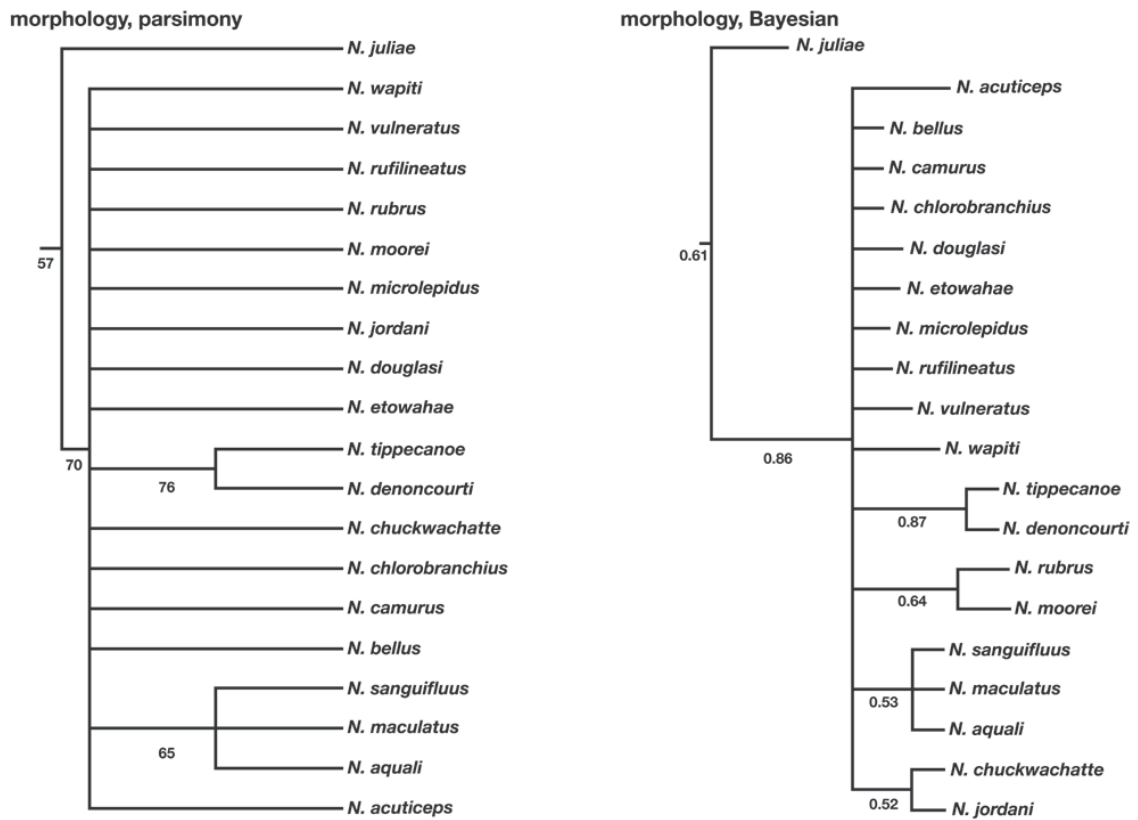 morphology, parsimony
N. juliae
N. wapiti
N. vulneratus
N. rufilineatus
N. rubrus
N. moorei
57
N. microlepidus
N. jordani
N. douglasi
N. etowahae
N. tippecanoe
70
76
N. denoncourti
N. chuckwachatte
N. chlorobranchius
N. camurus
N. bellus
N. sanguifluus
N. maculatus
65
N. aquali
N. acuticeps
morphology, Bayesian
N. juliae
N. acuticeps
N. bellus
N. camurus
N. chlorobranchius
N. douglasi
0.61
N. etowahae
N. microlepidus
N. rufilineatus
N. vulneratus
N. wapiti
0.86
N. tippecanoe
0.87
N. denoncourti
N. rubrus
0.64
N. moorei
N. sanguifluus
N. maculatus
0.53
N. aquali
N. chuckwachatte
0.52
N. jordani